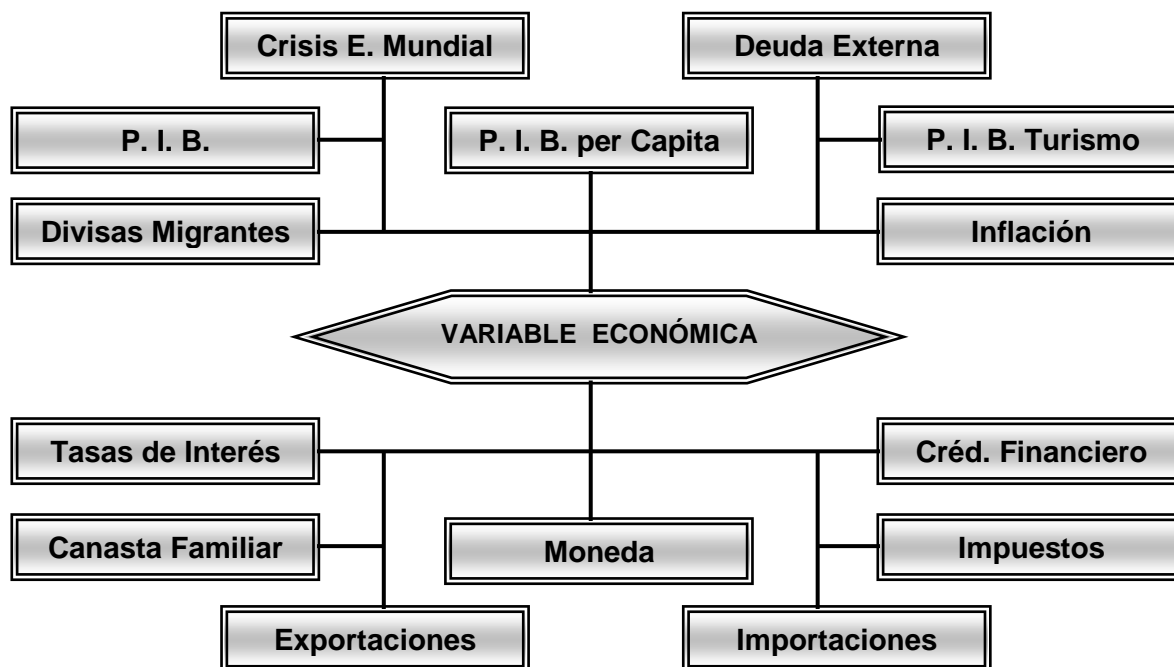 Crisis E. Mundial
Deuda Externa
P. I. B.
P. I. B. per Capita
P. I. B. Turismo
Divisas Migrantes
Inflación
VARIABLE ECONÓMICA
Tasas de Interés
Créd. Financiero
Canasta Familiar
Moneda
Impuestos
Exportaciones
Importaciones